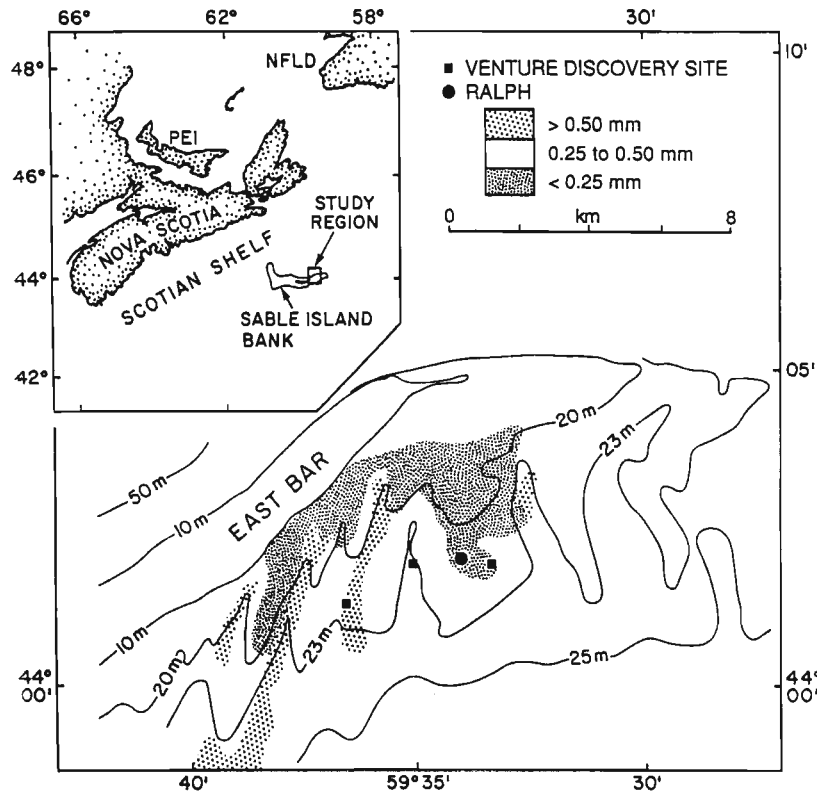 66°
62°
58°
30'
48°
46°
44°
42°
10'
05'
NFLD
PEI
NOVA SCOTIA
SCOTIAN SHELF
STUDY
REGION
SABLE ISLAND
BANK
VENTURE DISCOVERY SITE
RALPH
> 0.50 mm
0.25 to 0.50 mm
< 0.25 mm
0 km 8
50 m
10 m
EAST BAR
20 m
23 m
10 m
20 m
23 m
25 m
44°
00'
44°
00'
40'
59°35'
30'